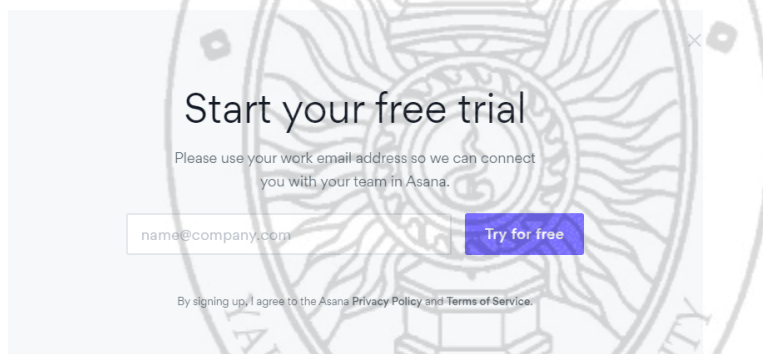 Start your free trial
Please use your work email address so we can connect
you with your team in Asana.
name@company.com
Try for free
By signing up, I agree to the Asana Privacy Policy and Terms of Service.